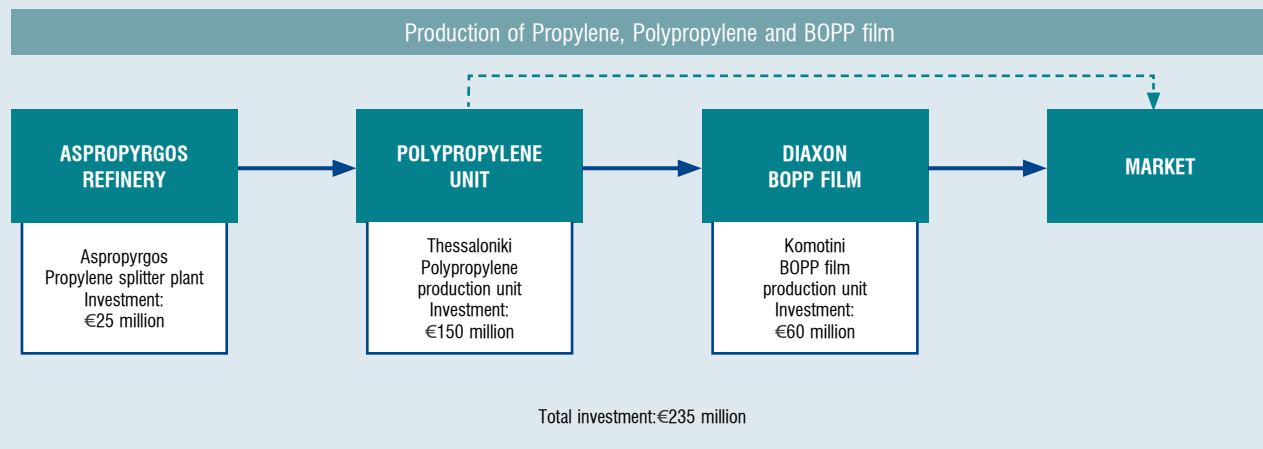 Production of Propylene, Polypropylene and BOPP film
ASPROPYRGOS
REFINERY
POLYPROPYLENE
UNIT
DIAXON
BOPP FILM
MARKET
Aspropyrgos
Propylene splitter plant
Investment:
€25 million
Thessaloniki
Polypropylene
production unit
Investment:
€150 million
Komotini
BOPP film
production unit
Investment:
€60 million
Total investment:€235 million